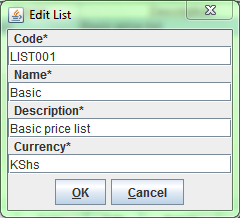 Edit List
Code*
LIST001
Name*
Basic
Description*
Basic price list
Currency*
KShs
OK Cancel